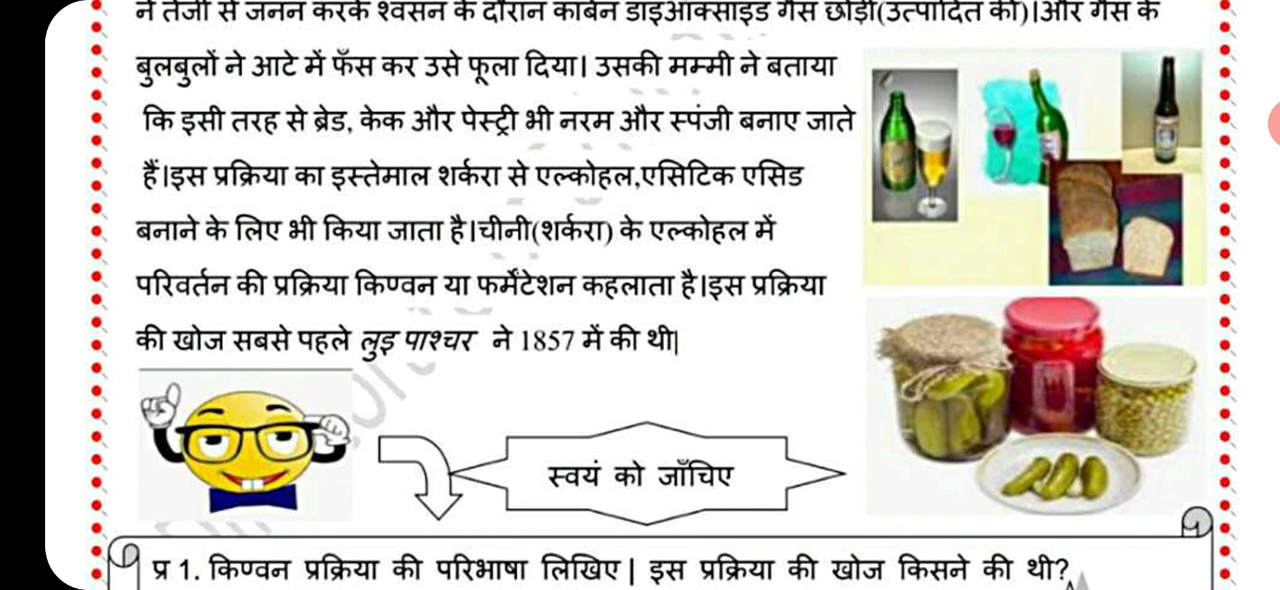 ने तेजी से जनन करके श्वसन के दौरान कार्बन डाइऑक्साइड गैस छोड़ी(उत्पादित की)।और गैस के
बुलबुलों ने आटे में फँस कर उसे फूला दिया। उसकी मम्मी ने बताया
कि इसी तरह से ब्रेड, केक और पेस्ट्री भी नरम और स्पंजी बनाए जाते
हैं।इस प्रक्रिया का इस्तेमाल शर्करा से एल्कोहल,एसिटिक एसिड
बनाने के लिए भी किया जाता है।चीनी(शर्करा) के एल्कोहल में
परिवर्तन की प्रक्रिया किण्वन या फर्मेंटेशन कहलाता है।इस प्रक्रिया
की खोज सबसे पहले लुइ पाश्चर ने 1857 में की थी|
स्वयं को जाँचिए
प्र 1. किण्वन प्रक्रिया की परिभाषा लिखिए| इस प्रक्रिया की खोज किसने की थी?